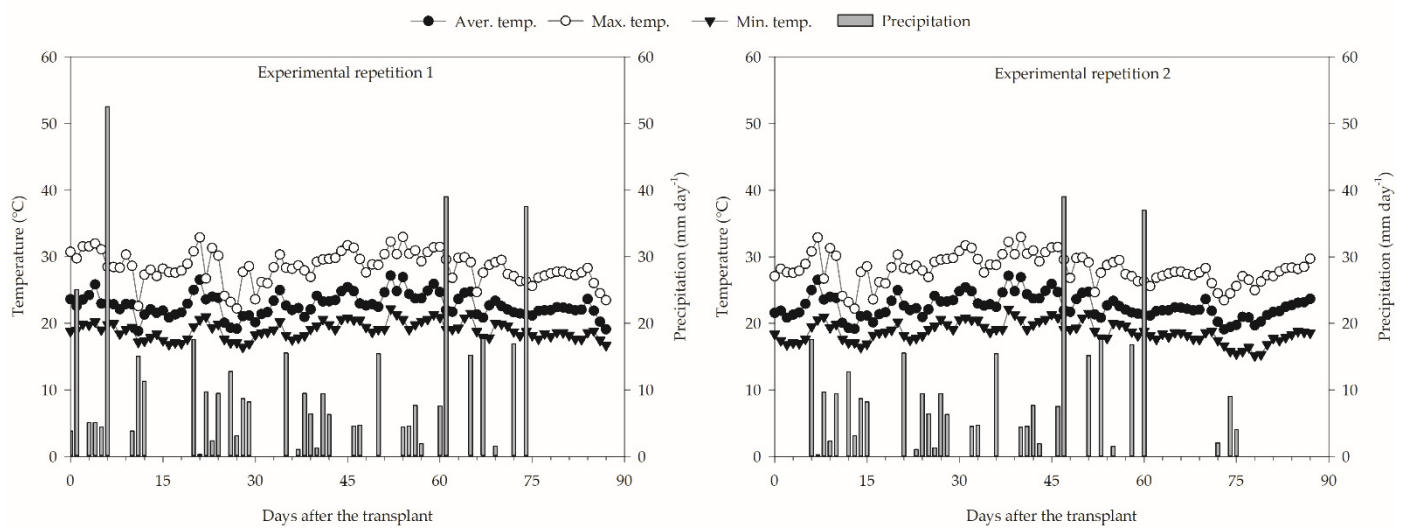 Aver. temp. Max. temp. Min. temp. Precipitation
Experimental repetition 1
60
50
40
30
20
10
0
Temperature (°C)
60
50
40
30
20
10
0
Precipitation (mm day-1)
0 15 30 45 60 75 90
Days after the transplant
Experimental repetition 2
60
50
40
30
20
10
0
Temperature (°C)
60
50
40
30
20
10
0
Precipitation (mm day-1)
0 15 30 45 60 75 90
Days after the transplant